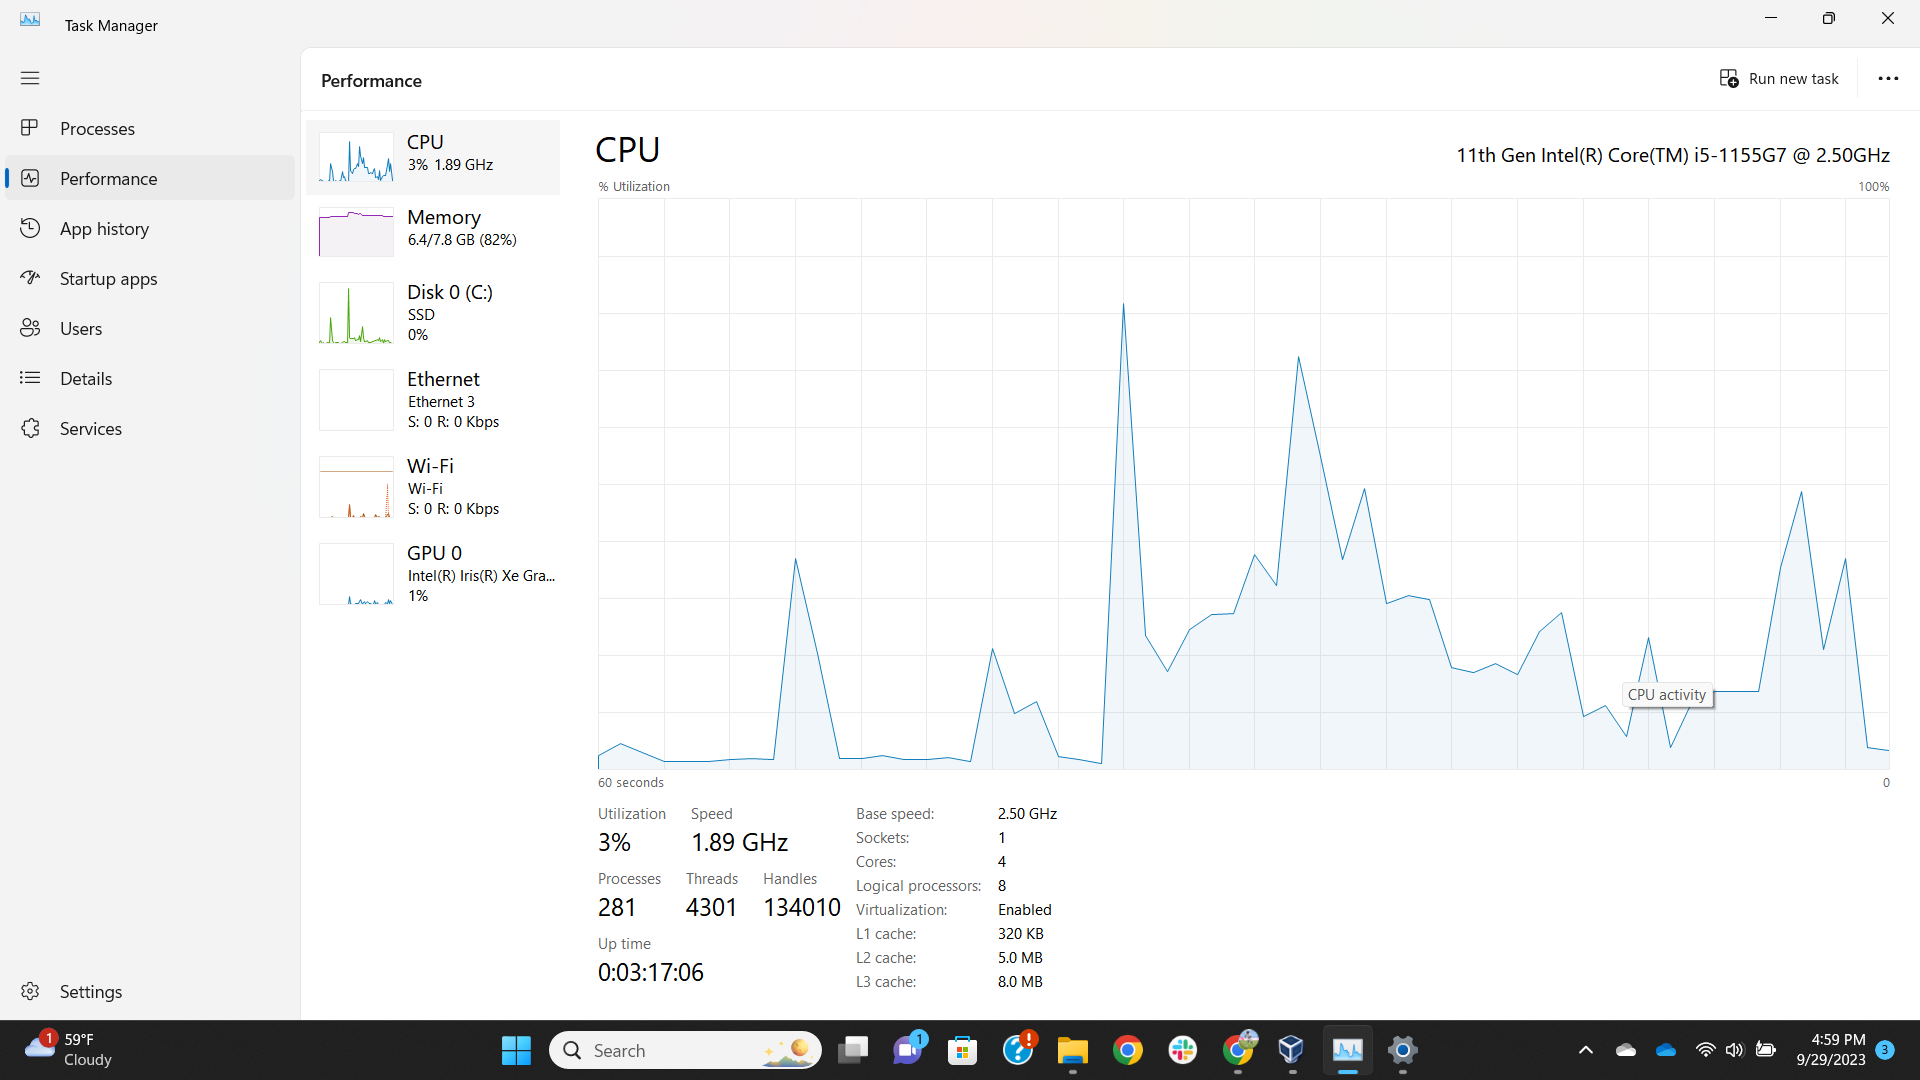 Task Manager
Processes
Performance
App history
Startup apps
Users
Details
Services
Settings
Performance
Run new task
CPU
3% 1.89 GHz
Memory
6.4/7.8 GB (82%)
Disk 0 (C:)
SSD
0%
Ethernet
Ethernet 3
S: 0 R: 0 Kbps
Wi-Fi
Wi-Fi
S: 0 R: 0 Kbps
GPU 0
Intel(R) Iris(R) Xe Gra...
1%
CPU
11th Gen Intel(R) Core(TM) i5-1155G7 @ 2.50GHz
% Utilization
100%
CPU activity
60 seconds
0
Utilization
3%
Speed
1.89 GHz
Processes
281
Threads
4301
Handles
134010
Up time
0:03:17:06
Base speed: 2.50 GHz
Sockets: 1
Cores: 4
Logical processors: 8
Virtualization: Enabled
L1 cache: 320 KB
L2 cache: 5.0 MB
L3 cache: 8.0 MB
1
59°F
Cloudy
Search
1
4:59 PM
9/29/2023
3